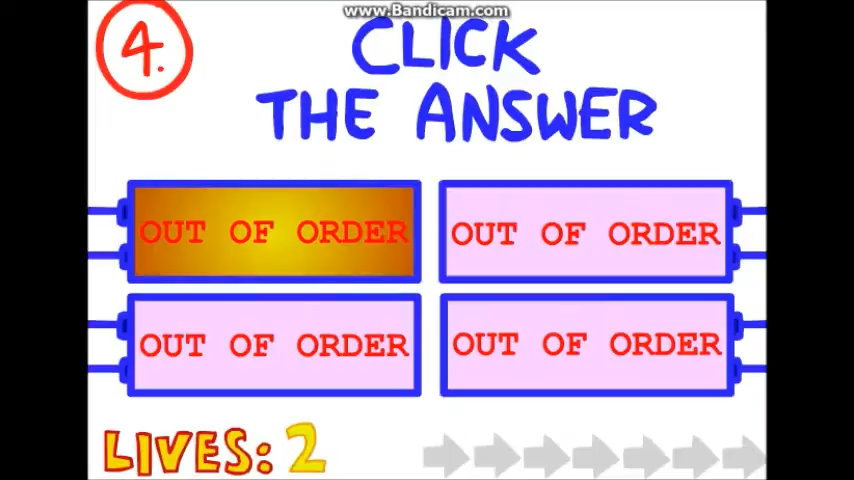 www.Bandicam.com
4.
CLICK
THE ANSWER
OUT OF ORDER
OUT OF ORDER
OUT OF ORDER
OUT OF ORDER
LIVES: 2